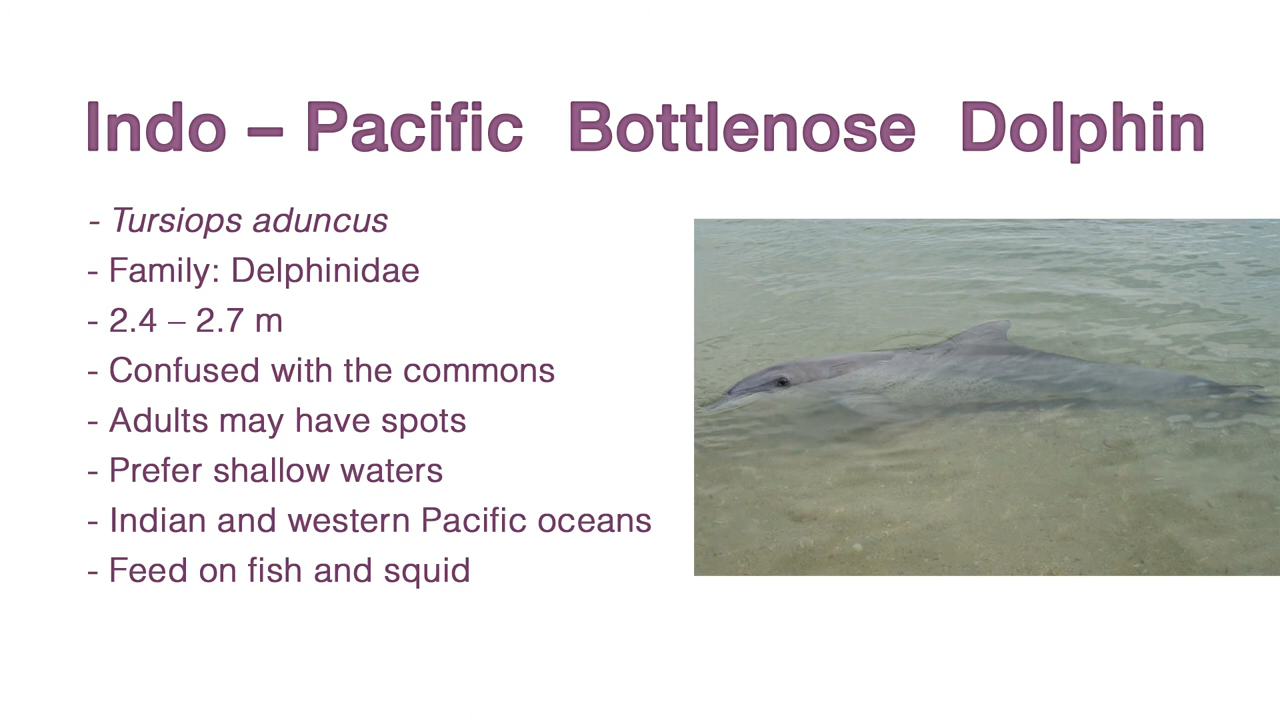 Indo – Pacific Bottlenose Dolphin
- Tursiops aduncus
- Family: Delphinidae
- 2.4 – 2.7 m
- Confused with the commons
- Adults may have spots
- Prefer shallow waters
- Indian and western Pacific oceans
- Feed on fish and squid